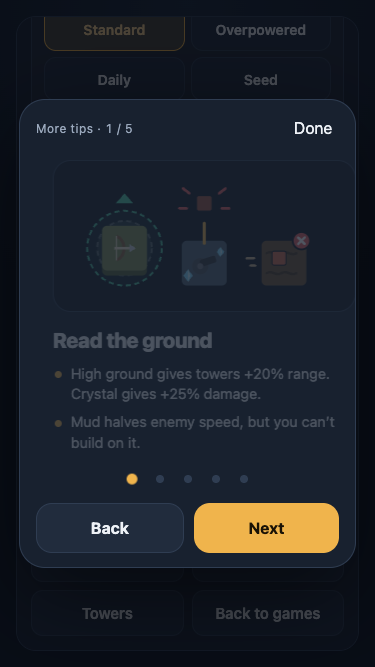 Standard
Overpowered
Daily
Seed
More tips · 1 / 5
Done
Read the ground
High ground gives towers +20% range.
Crystal gives +25% damage.
Mud halves enemy speed, but you can't
build on it.
Back
Next
Towers
Back to games